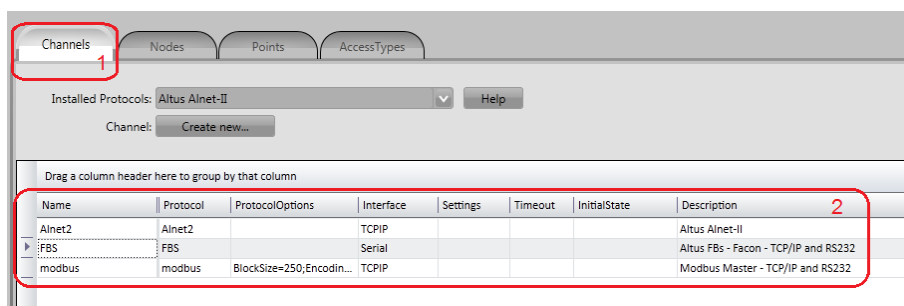 Channels Nodes Points AccessTypes
1
Installed Protocols: Altus Alnet-II Help
Channel: Create new...
Drag a column header here to group by that column
Name Protocol ProtocolOptions Interface Settings Timeout InitialState Description 2
Alnet2 Alnet2 TCPIP Altus Alnet-II
FBS FBS Serial Altus FBs - Facon - TCP/IP and RS232
modbus modbus BlockSize=250;Encodin... TCPIP Modbus Master - TCP/IP and RS232